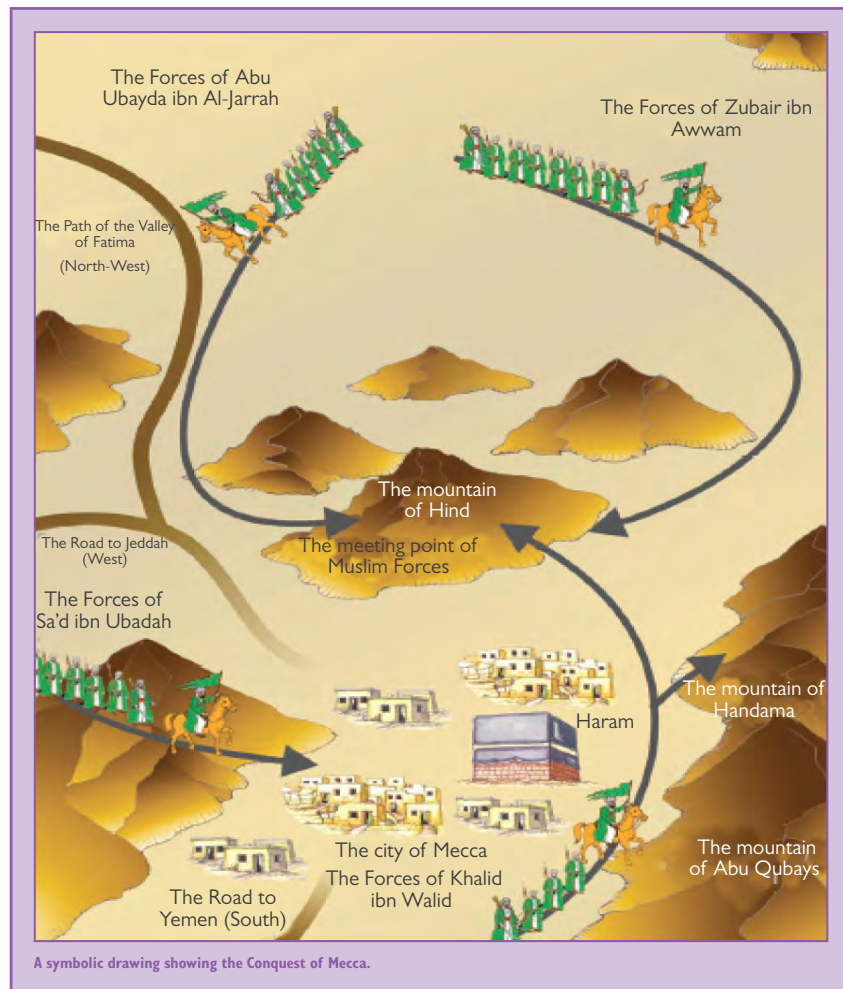 The Forces of Abu
Ubayda ibn Al-Jarrah
The Forces of Zubair ibn
Awwam
The Path of the Valley
of Fatima
(North-West)
The mountain
of Hind
The meeting point of
Muslim Forces
The Road to Jeddah
(West)
The Forces of
Sa'd ibn Ubadah
The mountain of
Handama
Haram
The city of Mecca
The Forces of Khalid
ibn Walid
The mountain
of Abu Qubays
The Road to
Yemen (South)
A symbolic drawing showing the Conquest of Mecca.